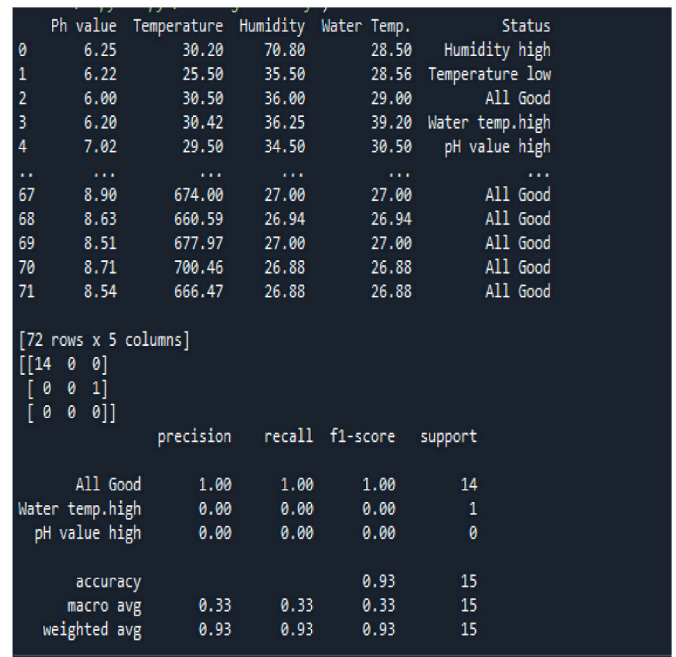 Ph value Temperature Humidity Water Temp. Status
0 6.25 30.20 70.80 28.50 Humidity high
1 6.22 25.50 35.50 28.56 Temperature low
2 6.00 30.50 36.00 29.00 All Good
3 6.20 30.42 36.25 39.20 Water temp.high
4 7.02 29.50 34.50 30.50 pH value high
.. ... ... ... ... ...
67 8.90 674.00 27.00 27.00 All Good
68 8.63 660.59 26.94 26.94 All Good
69 8.51 677.97 27.00 27.00 All Good
70 8.71 700.46 26.88 26.88 All Good
71 8.54 666.47 26.88 26.88 All Good
[72 rows x 5 columns]
[[14 0 0]
[ 0 0 1]
[ 0 0 0]]
precision recall f1-score support
All Good 1.00 1.00 1.00 14
Water temp.high 0.00 0.00 0.00 1
pH value high 0.00 0.00 0.00 0
accuracy 0.93 15
macro avg 0.33 0.33 0.33 15
weighted avg 0.93 0.93 0.93 15